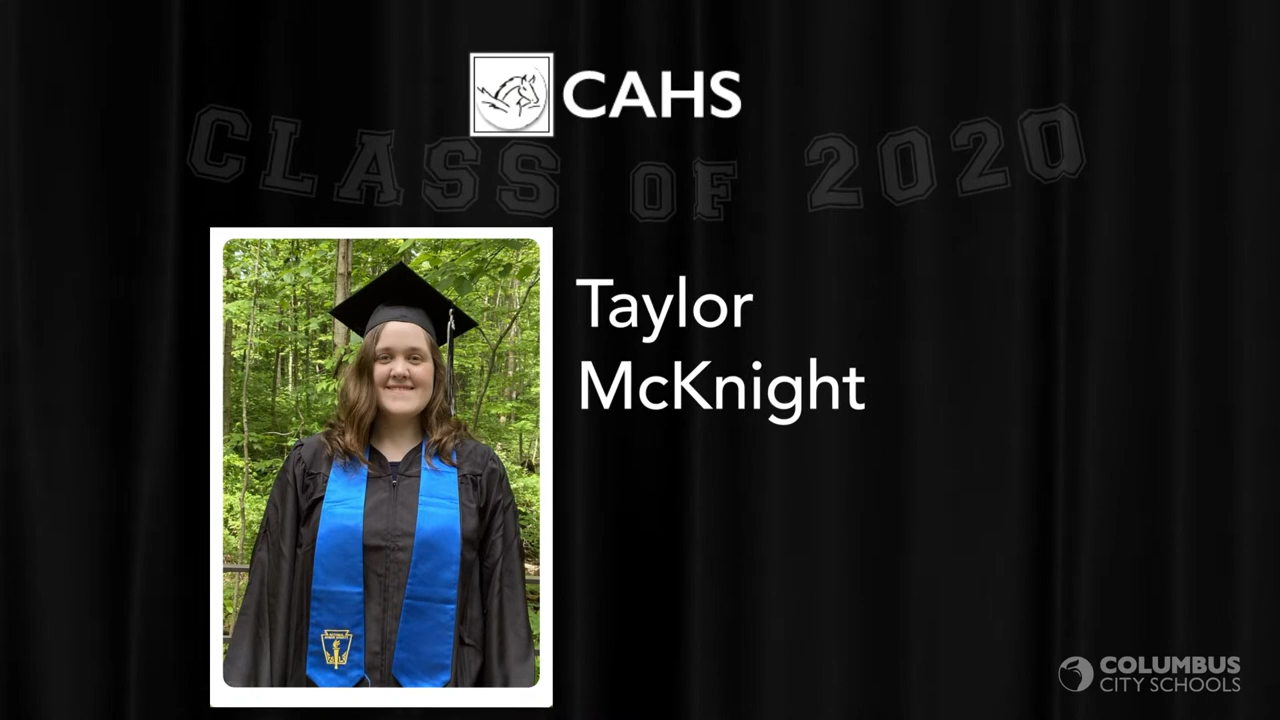 CAHS
CLASS OF 2020
Taylor
McKnight
COLUMBUS
CITY SCHOOLS